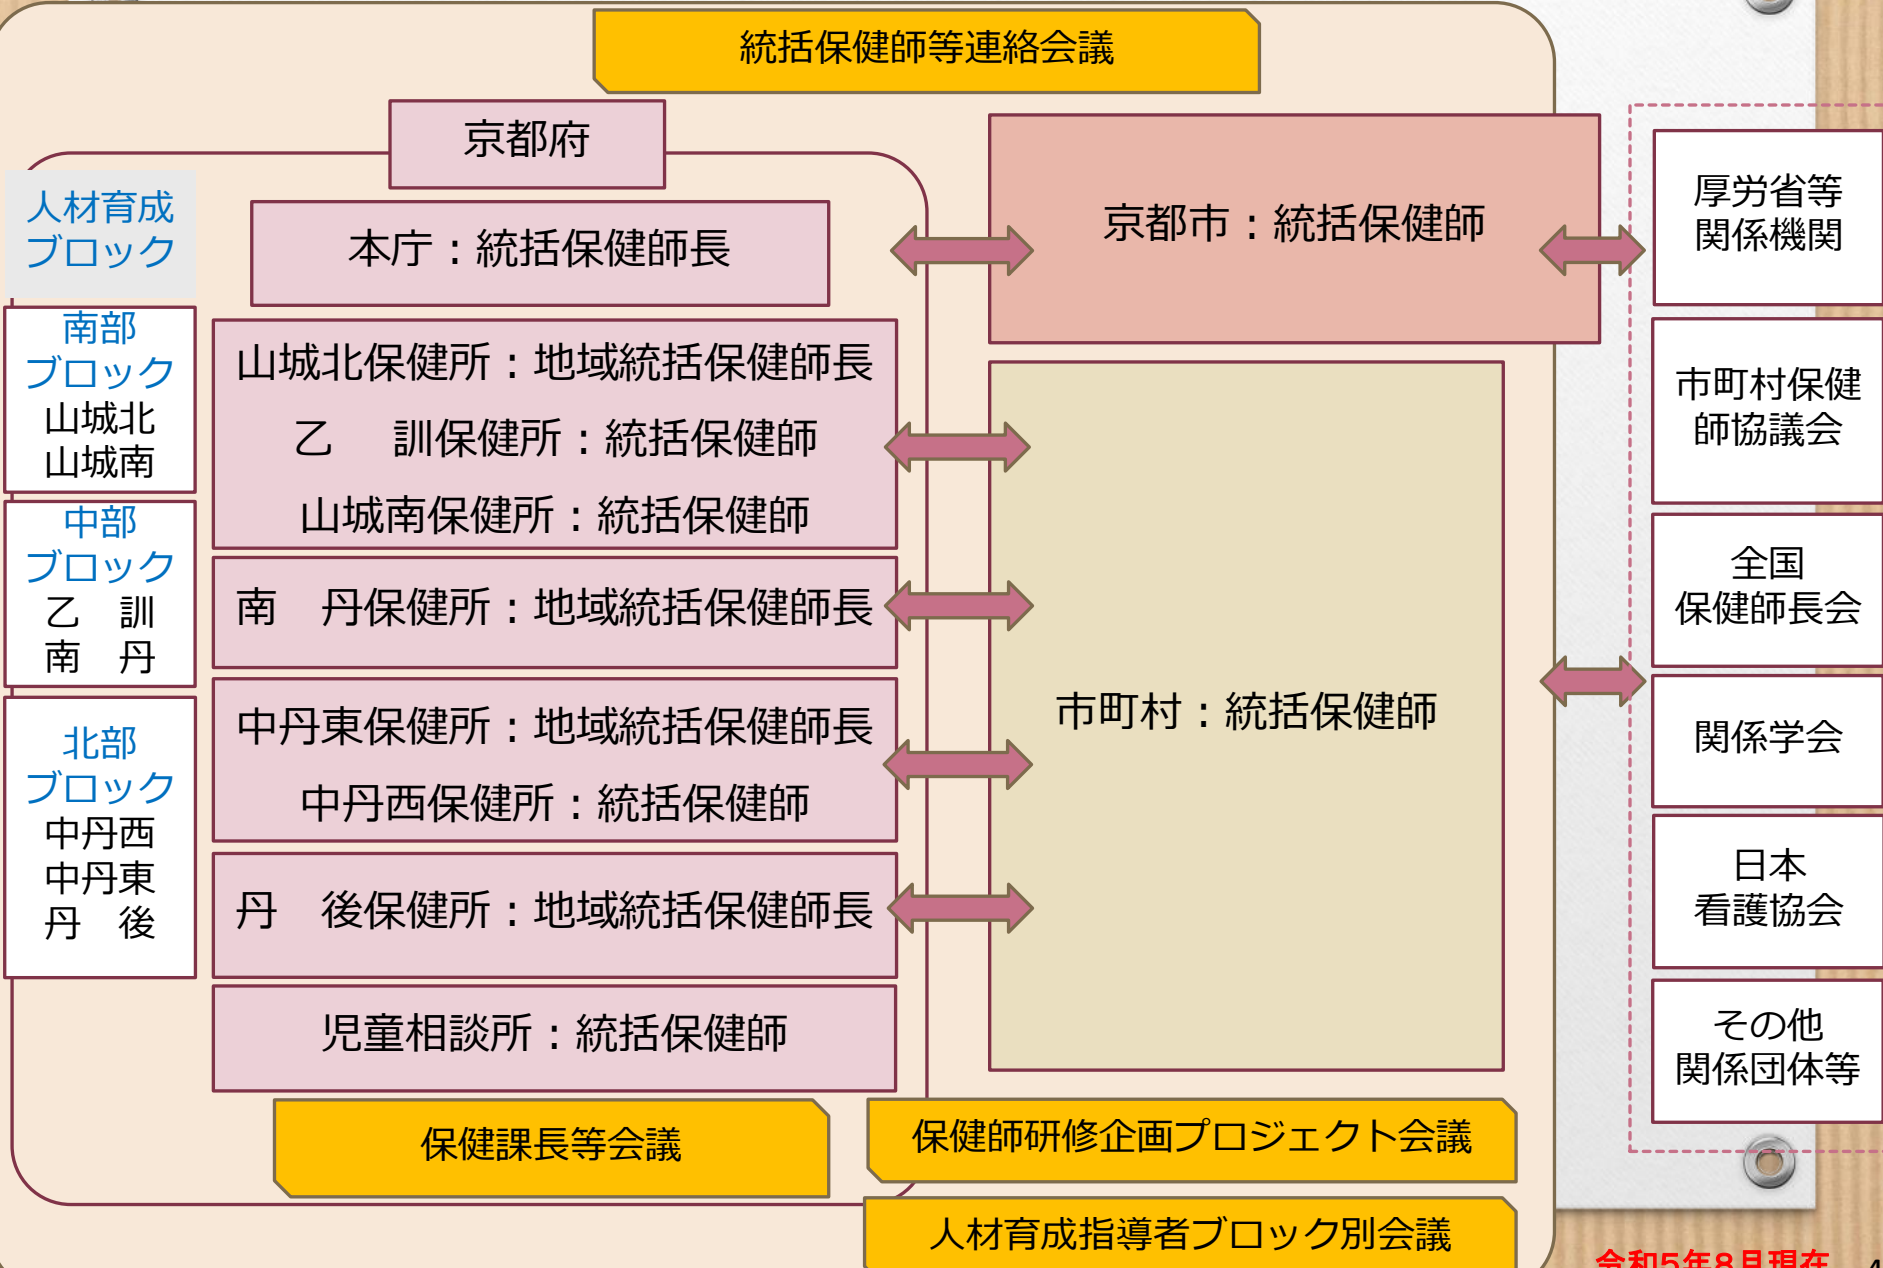 統括保健師等連絡会議
京都府
人材育成
ブロック
本庁：統括保健師長
京都市：統括保健師
南部
ブロック
山城北
山城南
山城北保健所：地域統括保健師長
乙　訓保健所：統括保健師
山城南保健所：統括保健師
中部
ブロック
乙　訓
南　丹
南　丹保健所：地域統括保健師長
北部
ブロック
中丹西
中丹東
丹　後
中丹東保健所：地域統括保健師長
中丹西保健所：統括保健師
丹　後保健所：地域統括保健師長
児童相談所：統括保健師
市町村：統括保健師
厚労省等
関係機関
市町村保健
師協議会
全国
保健師長会
関係学会
日本
看護協会
その他
関係団体等
保健課長等会議
保健師研修企画プロジェクト会議
人材育成指導者ブロック別会議
令和5年8月現在